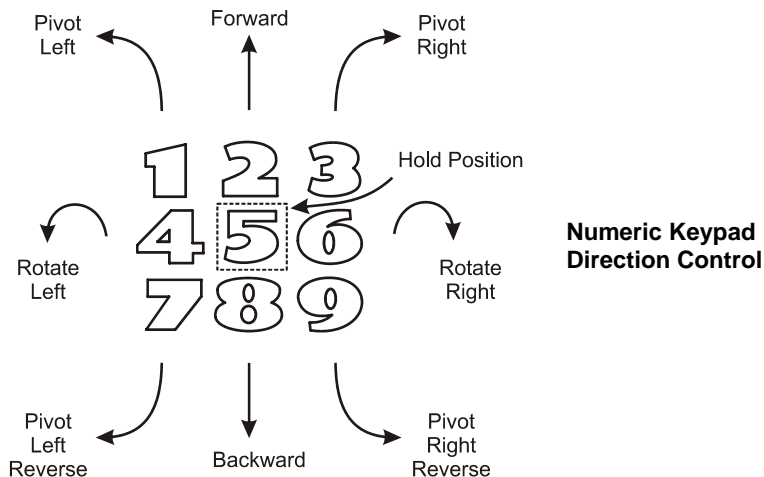 Pivot
Left
Forward
Pivot
Right
1 2 3
Hold Position
4 5 6
Rotate
Left
Rotate
Right
Numeric Keypad
Direction Control
7 8 9
Pivot
Left
Reverse
Backward
Pivot
Right
Reverse